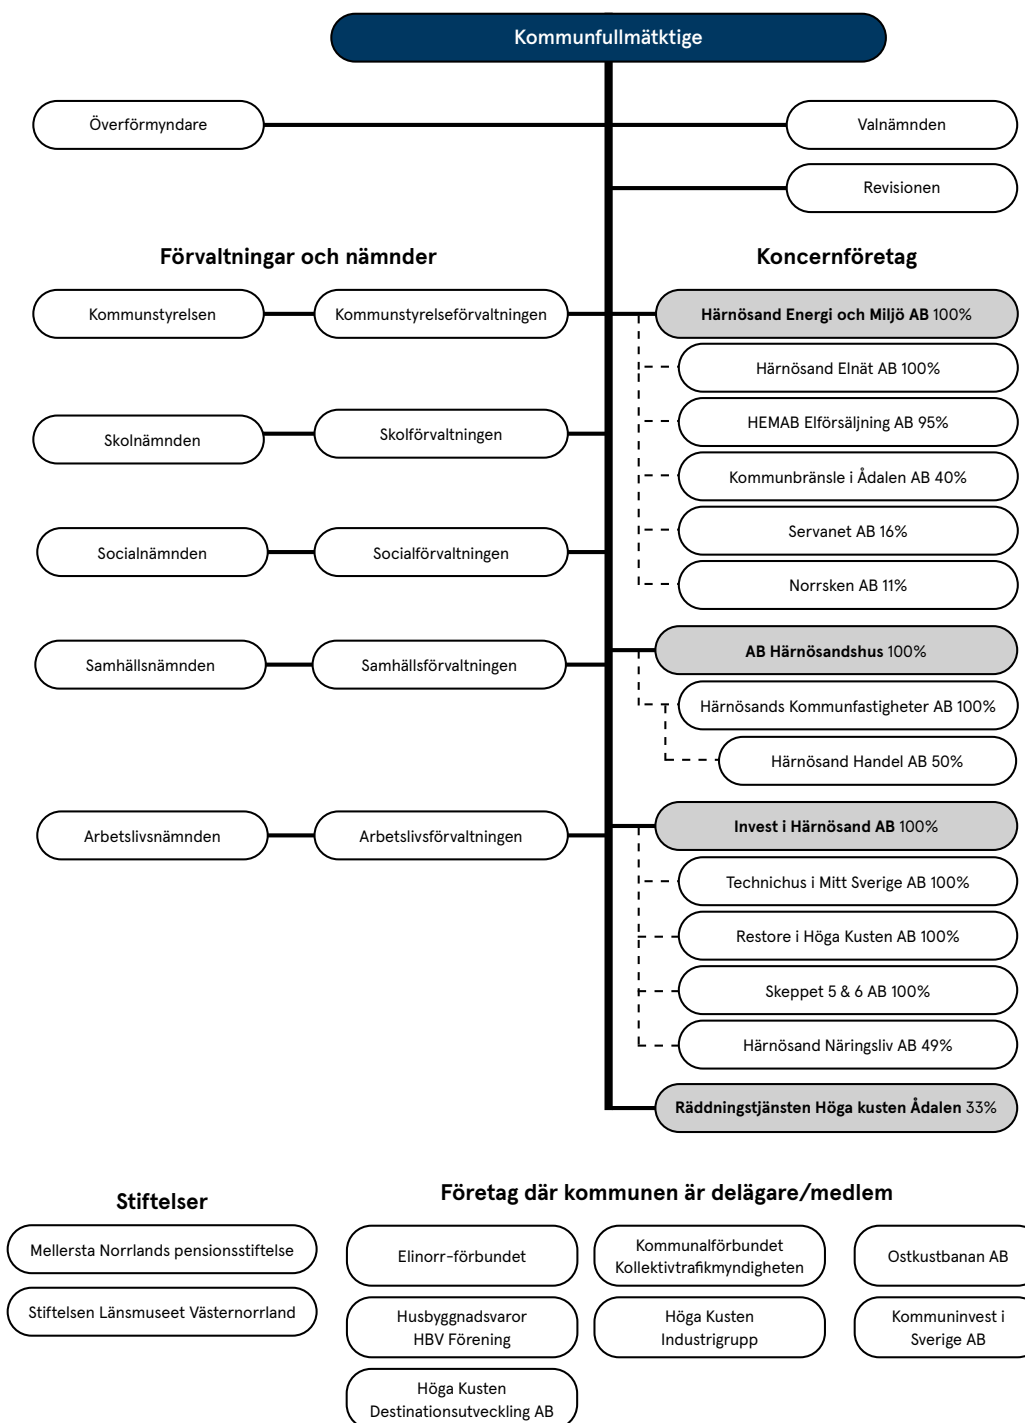 Kommunfullmätktige
Överförmyndare
Valnämnden
Revisionen
Förvaltningar och nämnder
Kommunstyrelsen
Kommunstyrelseförvaltningen
Skolnämnden
Skolförvaltningen
Socialnämnden
Socialförvaltningen
Samhällsnämnden
Samhällsförvaltningen
Arbetslivsnämnden
Arbetslivsförvaltningen
Koncernföretag
Härnösand Energi och Miljö AB 100%
Härnösand Elnät AB 100%
HEMAB Elförsäljning AB 95%
Kommunbränsle i Ådalen AB 40%
Servanet AB 16%
Norrsken AB 11%
AB Härnösandshus 100%
Härnösands Kommunfastigheter AB 100%
Härnösand Handel AB 50%
Invest i Härnösand AB 100%
Technichus i Mitt Sverige AB 100%
Restore i Höga Kusten AB 100%
Skeppet 5 & 6 AB 100%
Härnösand Näringsliv AB 49%
Räddningstjänsten Höga kusten Ådalen 33%
Stiftelser
Mellersta Norrlands pensionsstiftelse
Stiftelsen Länsmuseet Västernorrland
Företag där kommunen är delägare/medlem
Elinorr-förbundet
Kommunalförbundet
Kollektivtrafikmyndigheten
Ostkustbanan AB
Husbyggnadsvaror
HBV Förening
Höga Kusten
Industrigrupp
Kommuninvest i
Sverige AB
Höga Kusten
Destinationsutveckling AB